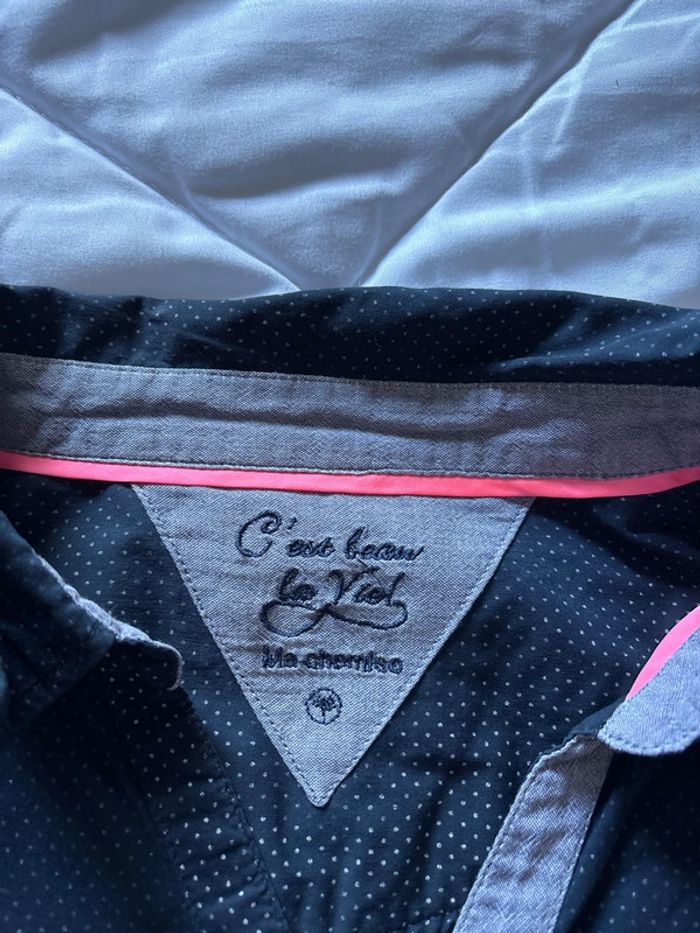 C'est beau
la Vie!
Ma chemise